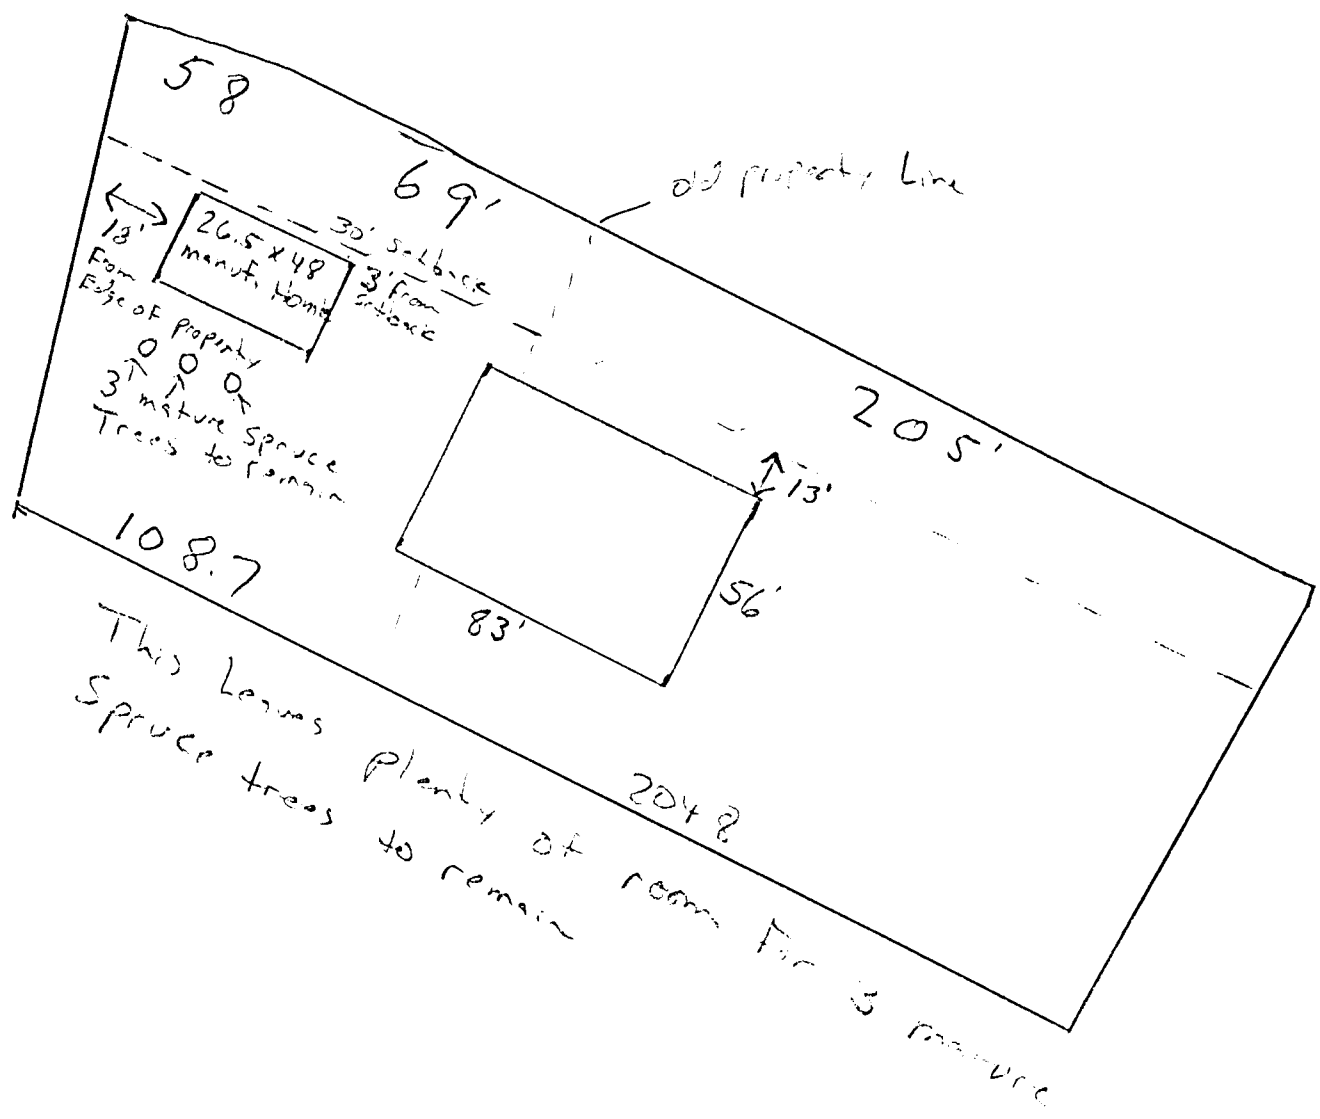 58
69'
old property Line
30' setback
18'
From
Edge of property
26.5 x 48
manuf. Home
3' From
setback
3 mature spruce
Trees to remain
205'
13'
56'
83'
108.7
2048
This Leaves plenty of room For 3 mature
Spruce trees to remain